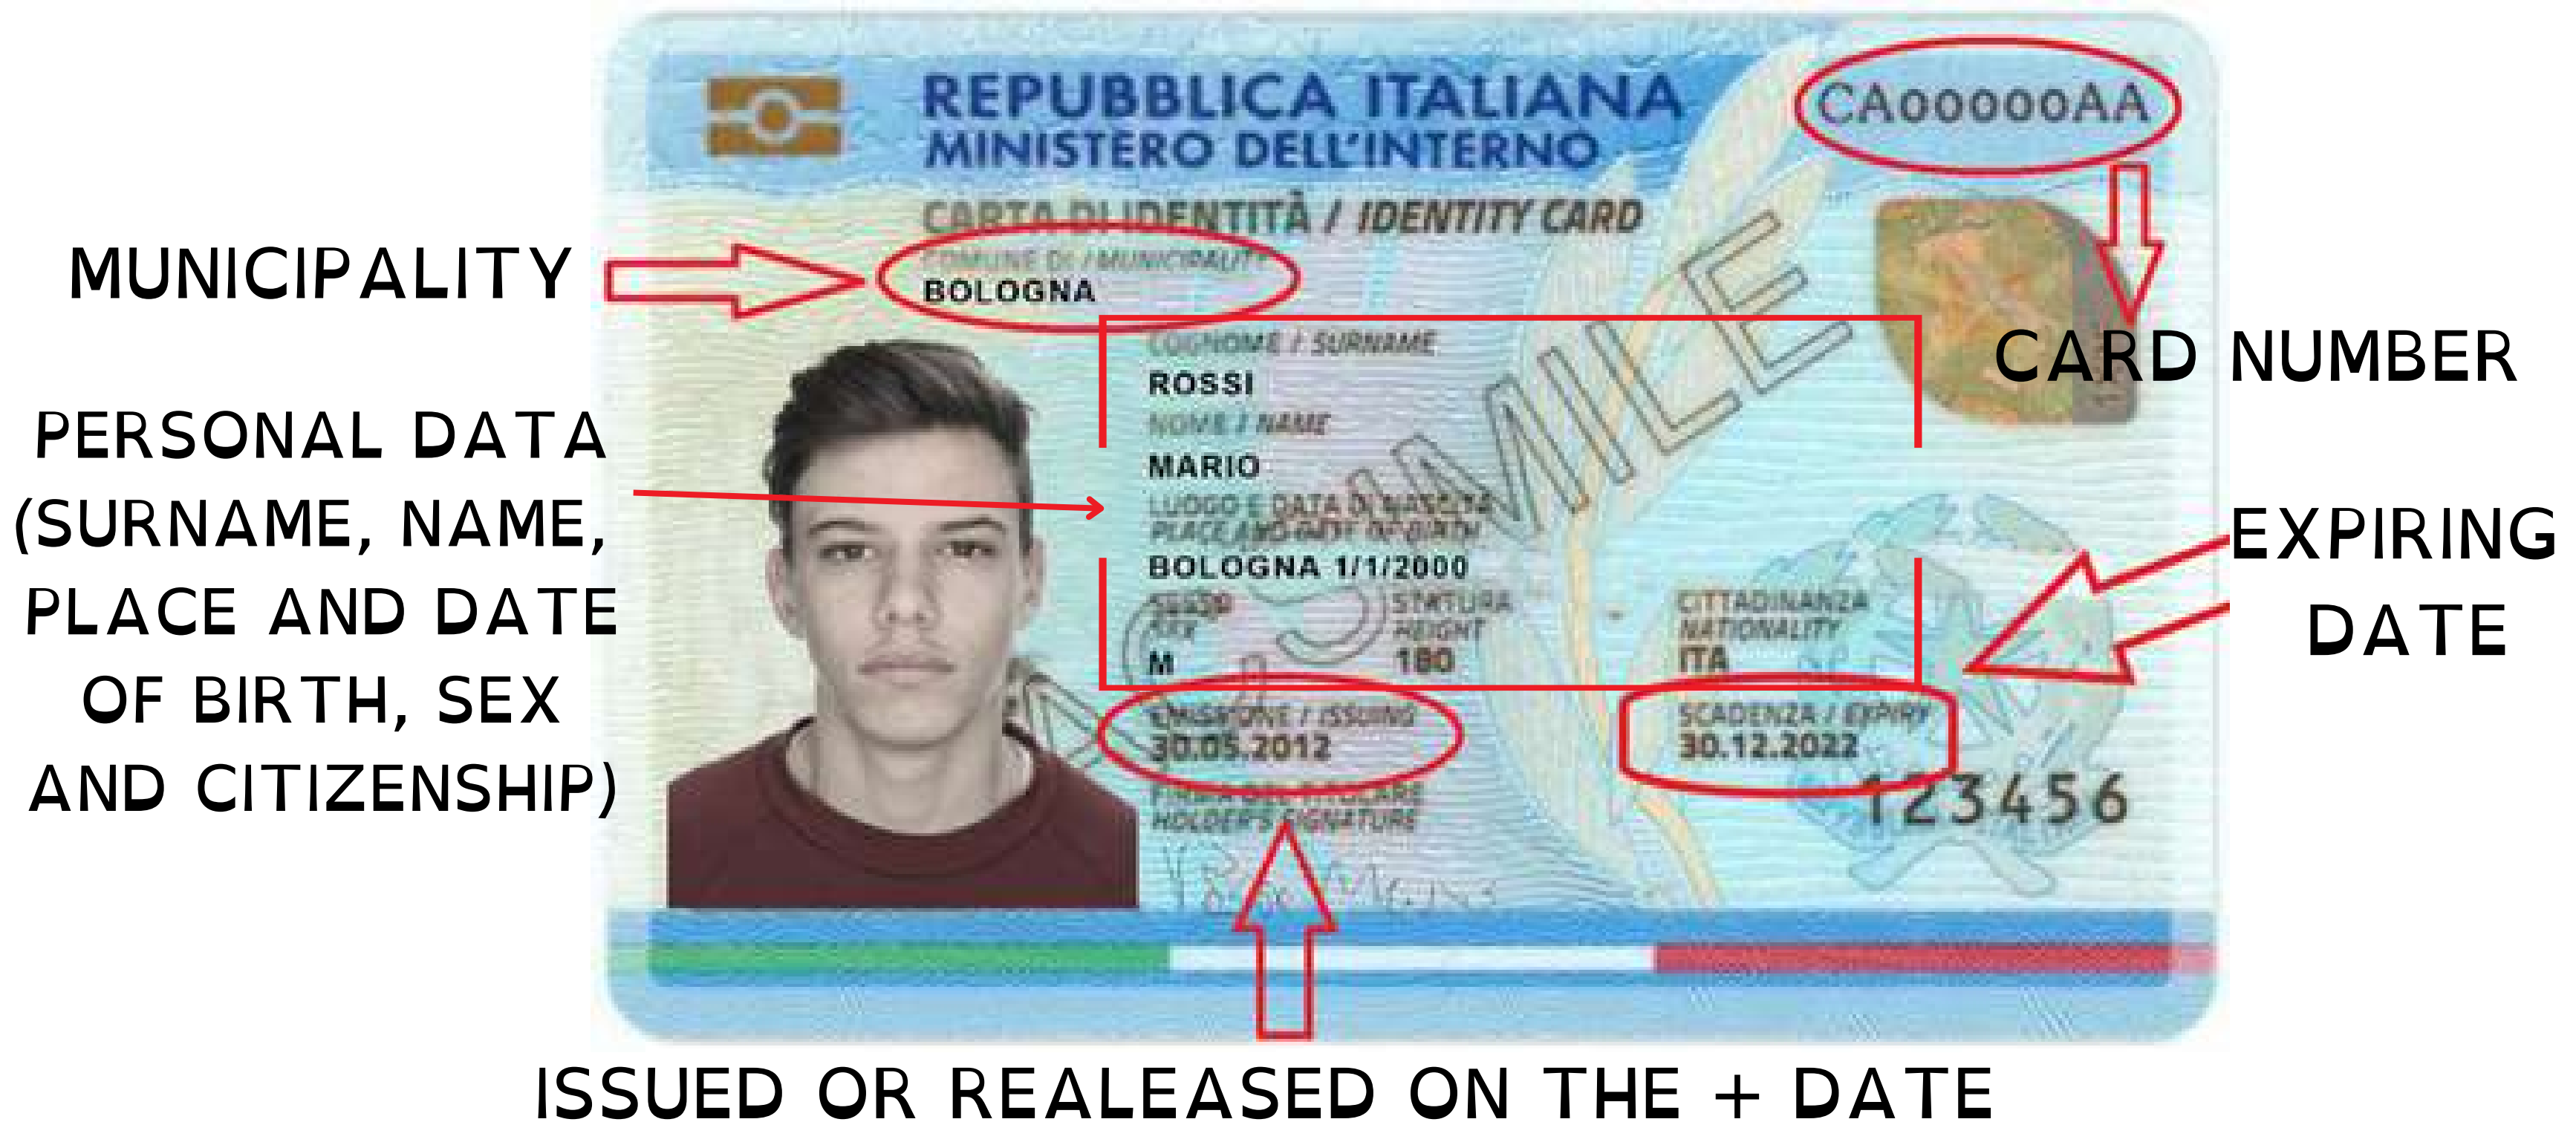 REPUBBLICA ITALIANA
MINISTERO DELL'INTERNO
CA00000AA
CARTA DI IDENTITÀ / IDENTITY CARD
MUNICIPALITY
COMUNE DI / MUNICIPALITY
BOLOGNA
CARD NUMBER
PERSONAL DATA
(SURNAME, NAME,
PLACE AND DATE
OF BIRTH, SEX
AND CITIZENSHIP)
COGNOME / SURNAME
ROSSI
NOME / NAME
MARIO
LUOGO E DATA DI NASCITA
PLACE AND DATE OF BIRTH
BOLOGNA 1/1/2000
SESSO STATURA CITTADINANZA
SEX HEIGHT NATIONALITY
M 180 ITA
EXPIRING
DATE
EMISSIONE / ISSUING SCADENZA / EXPIRY
30.05.2012 30.12.2022
123456
FIRMA DEL TITOLARE
HOLDER'S SIGNATURE
ISSUED OR REALEASED ON THE + DATE